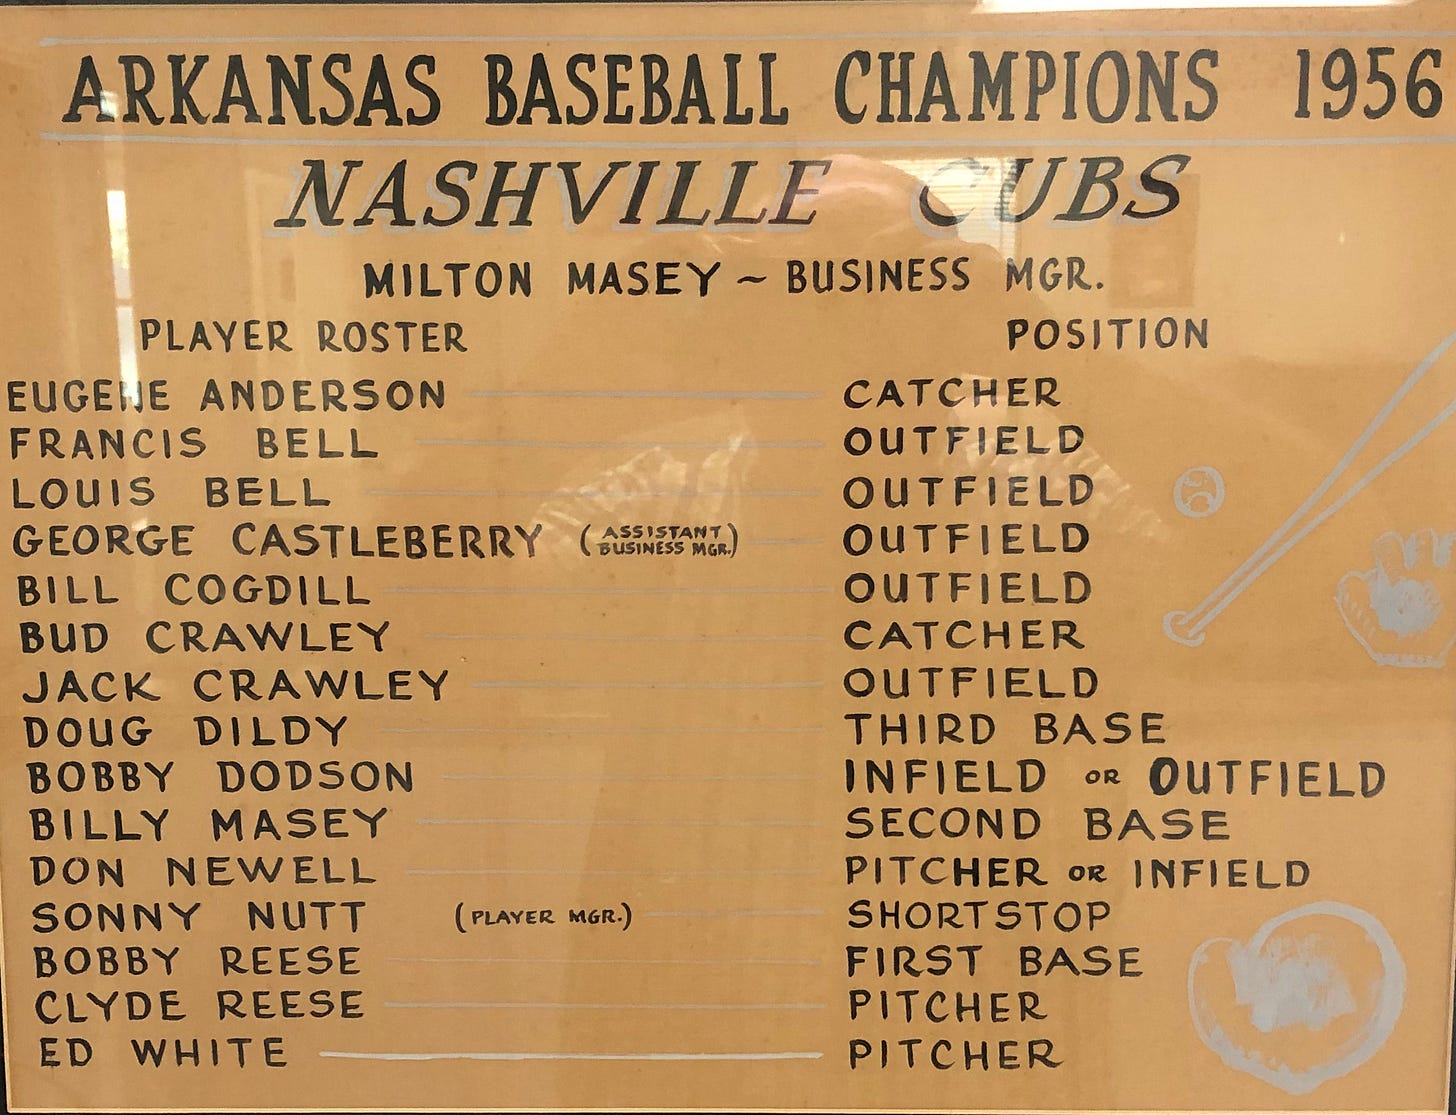 ARKANSAS BASEBALL CHAMPIONS 1956
NASHVILLE CUBS
MILTON MASEY ~ BUSINESS MGR.
PLAYER ROSTER POSITION
EUGENE ANDERSON CATCHER
FRANCIS BELL OUTFIELD
LOUIS BELL OUTFIELD
GEORGE CASTLEBERRY (ASSISTANT BUSINESS MGR.) OUTFIELD
BILL COGDILL OUTFIELD
BUD CRAWLEY CATCHER
JACK CRAWLEY OUTFIELD
DOUG DILDY THIRD BASE
BOBBY DODSON INFIELD OR OUTFIELD
BILLY MASEY SECOND BASE
DON NEWELL PITCHER OR INFIELD
SONNY NUTT (PLAYER MGR.) SHORTSTOP
BOBBY REESE FIRST BASE
CLYDE REESE PITCHER
ED WHITE PITCHER